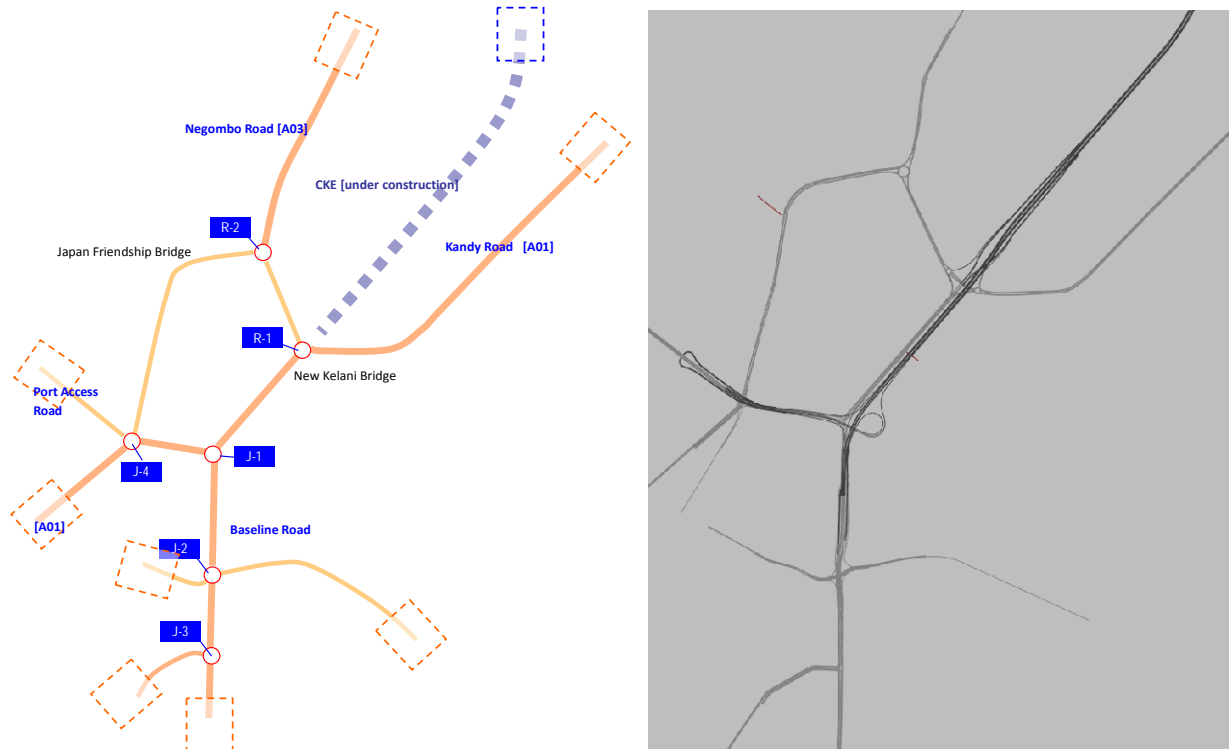 Negombo Road [A03]
CKE [under construction]
R-2
Japan Friendship Bridge
Kandy Road [A01]
R-1
New Kelani Bridge
Port Access
Road
J-4
J-1
[A01]
Baseline Road
J-2
J-3